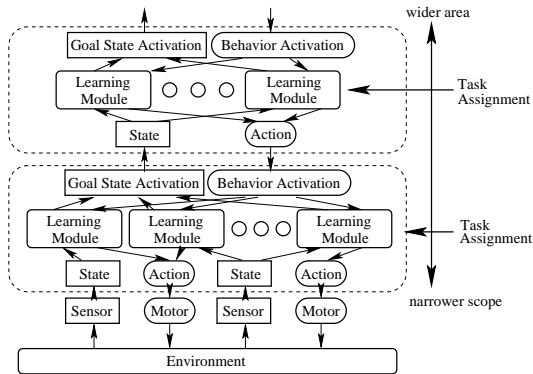 wider area
Goal State Activation
Behavior Activation
Learning
Module
Learning
Module
Task
Assignment
State
Action
Goal State Activation
Behavior Activation
Learning
Module
Learning
Module
Learning
Module
Task
Assignment
State
Action
State
Action
narrower scope
Sensor
Motor
Sensor
Motor
Environment